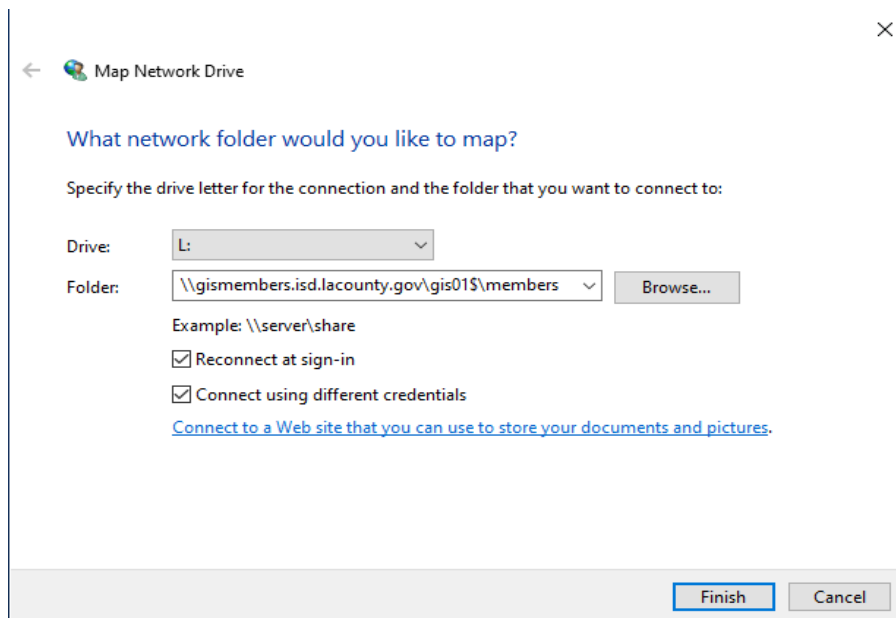 Map Network Drive
What network folder would you like to map?
Specify the drive letter for the connection and the folder that you want to connect to:
Drive: L:
Folder: \\gismembers.isd.lacounty.gov\gis01$\members Browse...
Example: \\server\share
Reconnect at sign-in
Connect using different credentials
Connect to a Web site that you can use to store your documents and pictures.
Finish Cancel